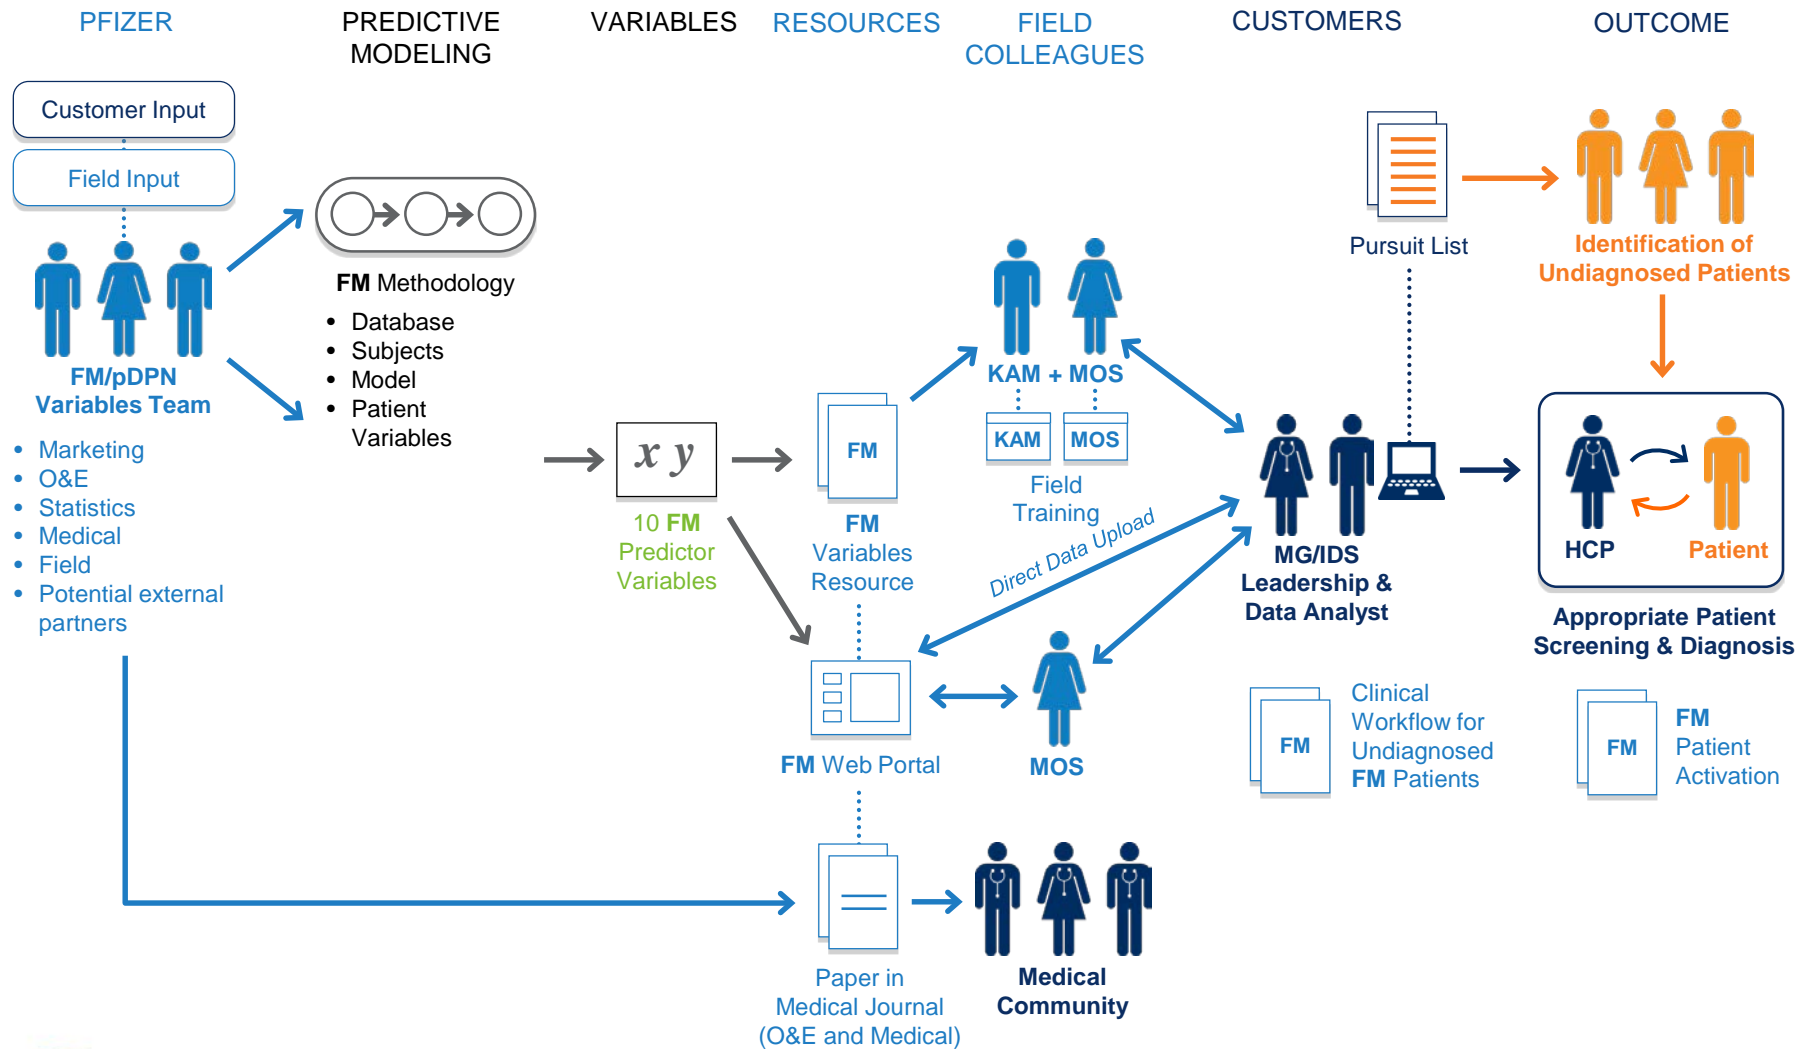 PFIZER
PREDICTIVE
MODELING
VARIABLES
RESOURCES
FIELD
COLLEAGUES
CUSTOMERS
OUTCOME
Customer Input
Field Input
FM/pDPN
Variables Team
• Marketing
• O&E
• Statistics
• Medical
• Field
• Potential external
partners
FM Methodology
• Database
• Subjects
• Model
• Patient
Variables
x y
10 FM
Predictor
Variables
FM
FM
Variables
Resource
FM Web Portal
Paper in
Medical Journal
(O&E and Medical)
KAM + MOS
KAM
MOS
Field
Training
Direct Data Upload
MOS
Medical
Community
Pursuit List
MG/IDS
Leadership &
Data Analyst
FM
Clinical
Workflow for
Undiagnosed
FM Patients
Identification of
Undiagnosed Patients
HCP
Patient
Appropriate Patient
Screening & Diagnosis
FM
FM
Patient
Activation